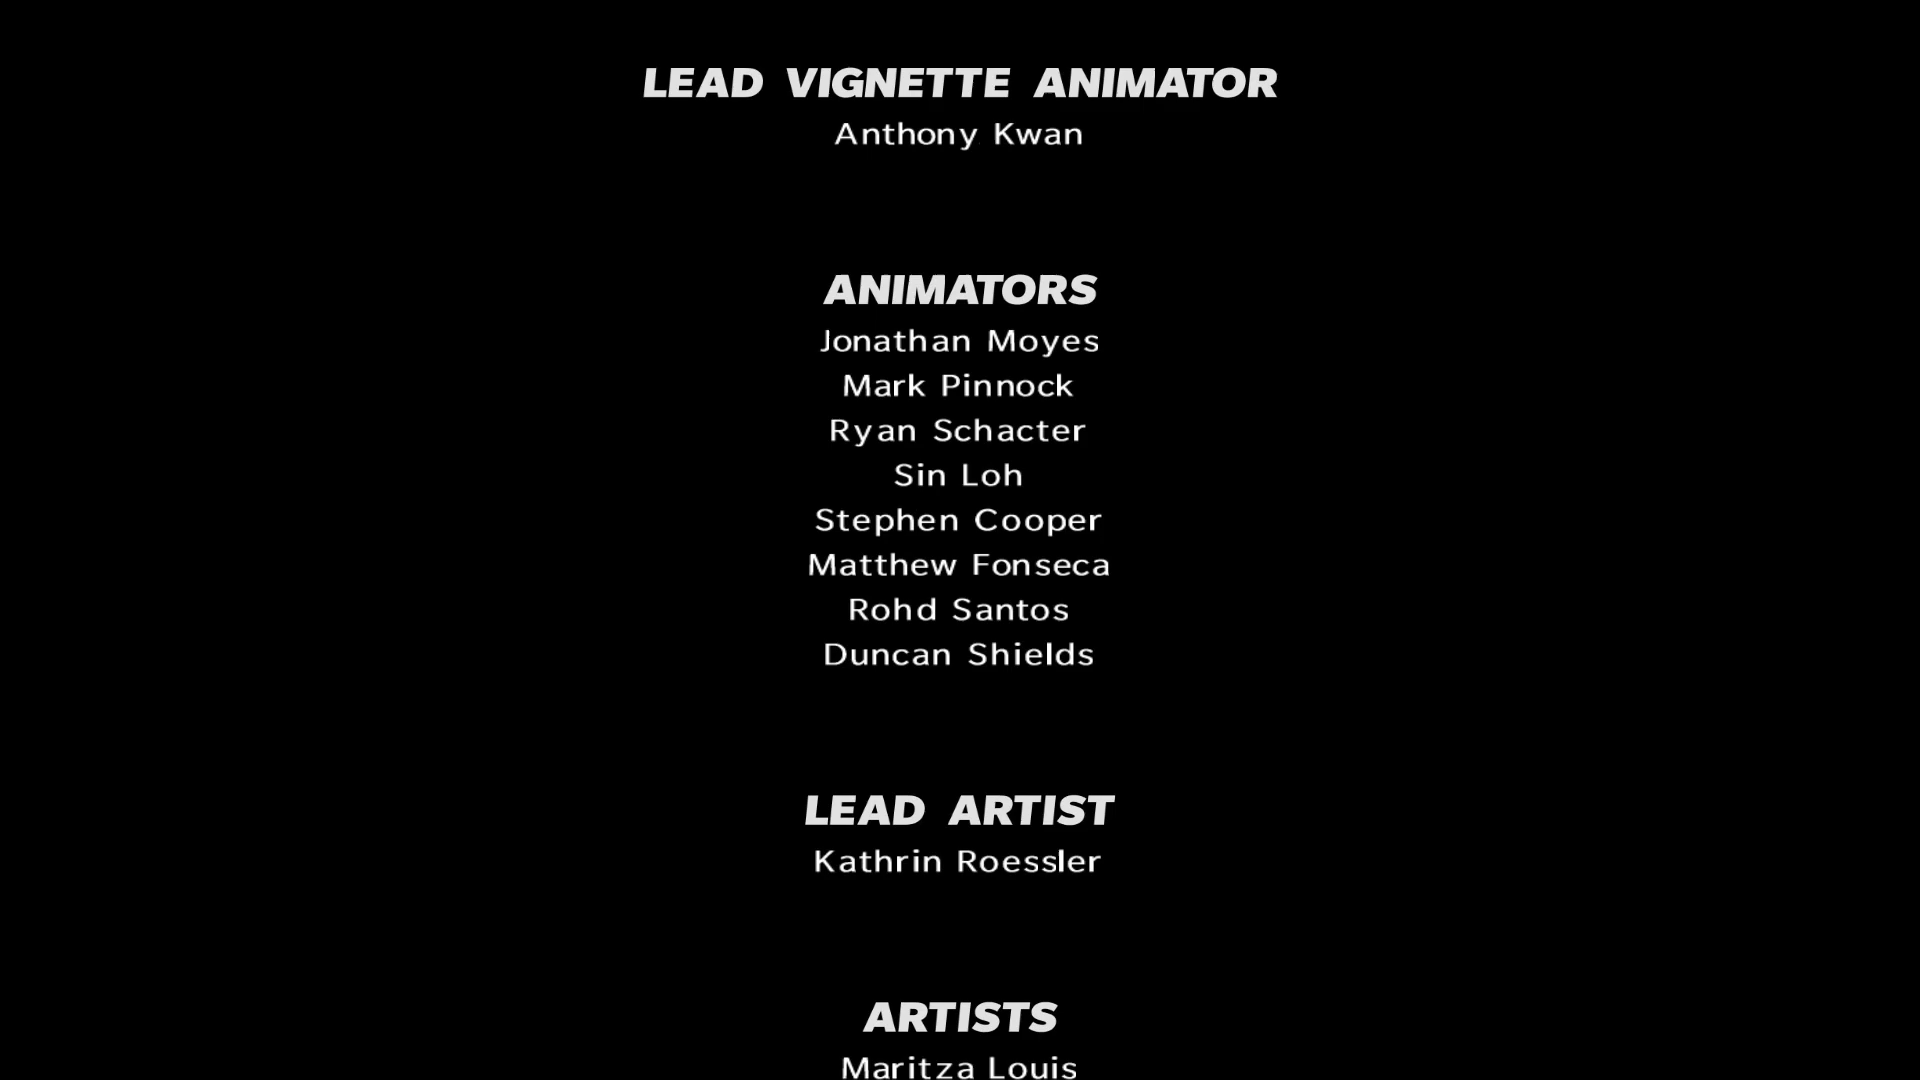 LEAD VIGNETTE ANIMATOR
Anthony Kwan
ANIMATORS
Jonathan Moyes
Mark Pinnock
Ryan Schacter
Sin Loh
Stephen Cooper
Matthew Fonseca
Rohd Santos
Duncan Shields
LEAD ARTIST
Kathrin Roessler
ARTISTS
Maritza Louis